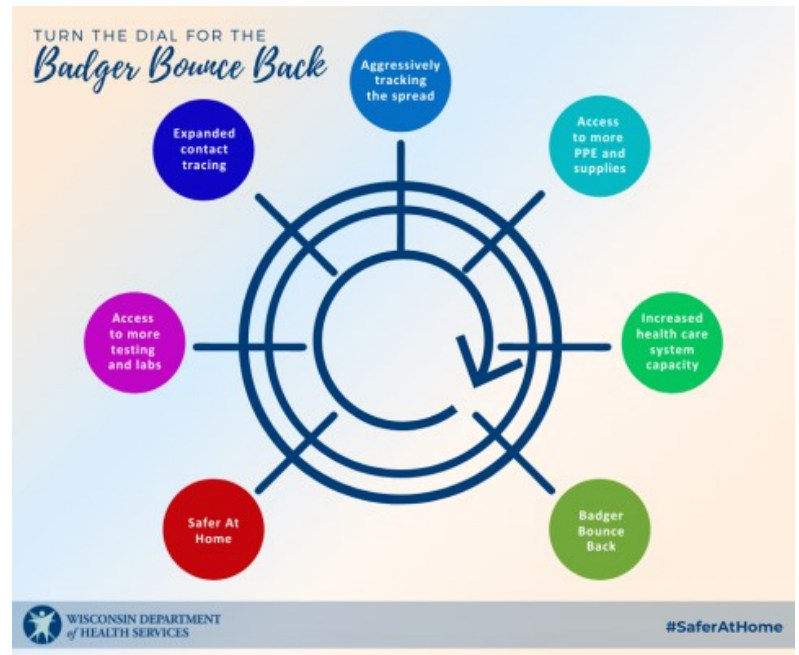 TURN THE DIAL FOR THE
Badger Bounce Back
Aggressively
tracking
the spread
Expanded
contact
tracing
Access
to more
PPE and
supplies
Access
to more
testing
and labs
Increased
health care
system
capacity
Safer At
Home
Badger
Bounce
Back
WISCONSIN DEPARTMENT
of HEALTH SERVICES
#SaferAtHome